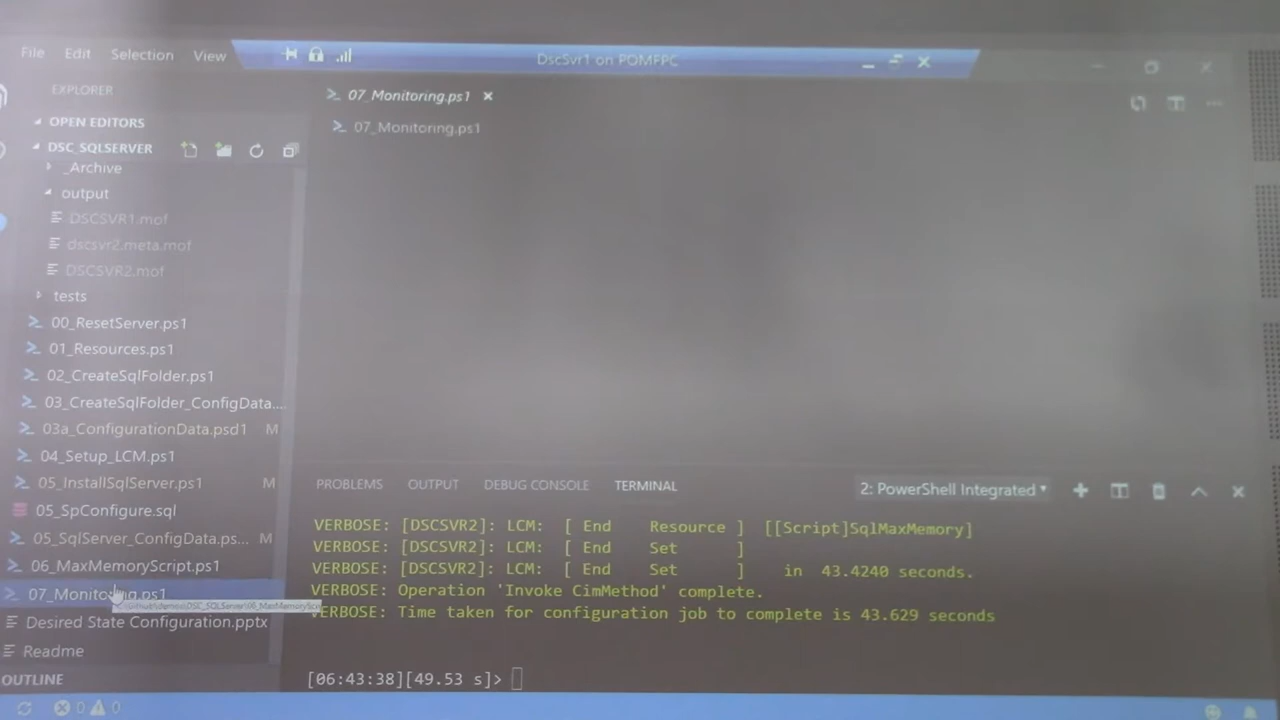 File Edit Selection View
DscSvr1 on POMFPC
EXPLORER
OPEN EDITORS
DSC_SQLSERVER
_Archive
output
DSCSVR1.mof
dscsvr2.meta.mof
DSCSVR2.mof
tests
00_ResetServer.ps1
01_Resources.ps1
02_CreateSqlFolder.ps1
03_CreateSqlFolder_ConfigData....
03a_ConfigurationData.psd1 M
04_Setup_LCM.ps1
05_InstallSqlServer.ps1 M
05_SpConfigure.sql
05_SqlServer_ConfigData.ps... M
06_MaxMemoryScript.ps1
07_Monitoring.ps1
Desired State Configuration.pptx
Readme
OUTLINE
0 0
07_Monitoring.ps1
07_Monitoring.ps1
PROBLEMS OUTPUT DEBUG CONSOLE TERMINAL
2: PowerShell Integrated
VERBOSE: [DSCSVR2]: LCM: [ End Resource ] [[Script]SqlMaxMemory]
VERBOSE: [DSCSVR2]: LCM: [ End Set ]
VERBOSE: [DSCSVR2]: LCM: [ End Set ] in 43.4240 seconds.
VERBOSE: Operation 'Invoke CimMethod' complete.
VERBOSE: Time taken for configuration job to complete is 43.629 seconds
[06:43:38][49.53 s]>